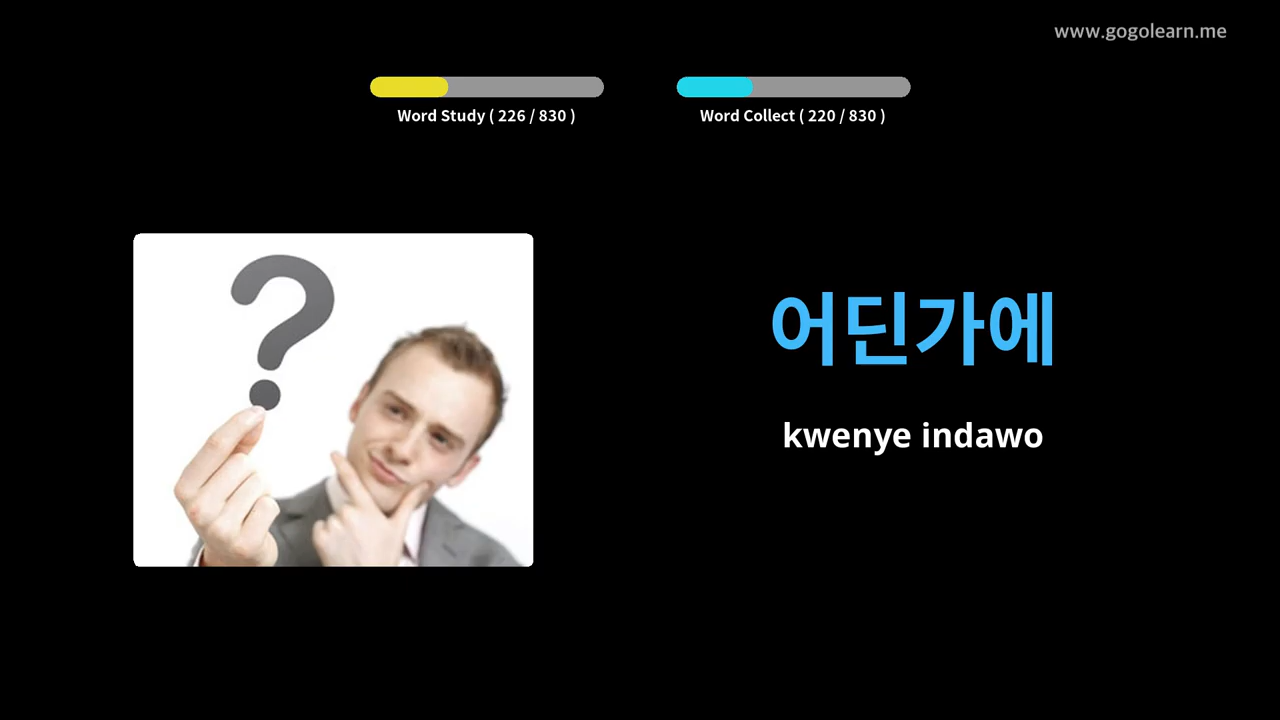 www.gogolearn.me
Word Study ( 226 / 830 )
Word Collect ( 220 / 830 )
어딘가에
kwenye indawo